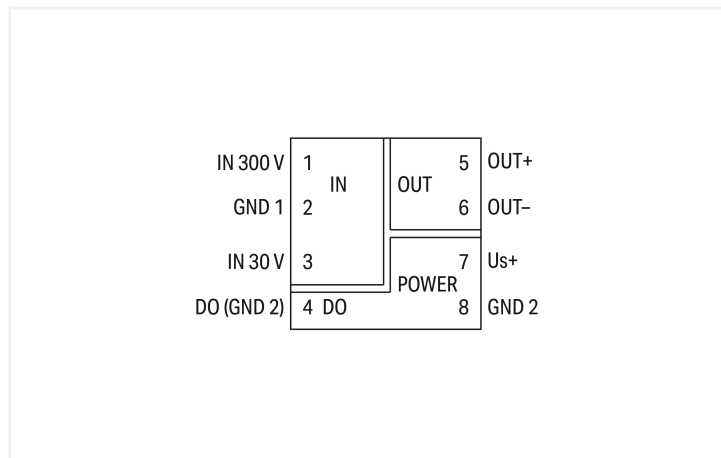 IN 300 V 1 5 OUT+
IN OUT
GND 1 2 6 OUT–
IN 30 V 3 7 Us+
POWER
DO (GND 2) 4 DO 8 GND 2